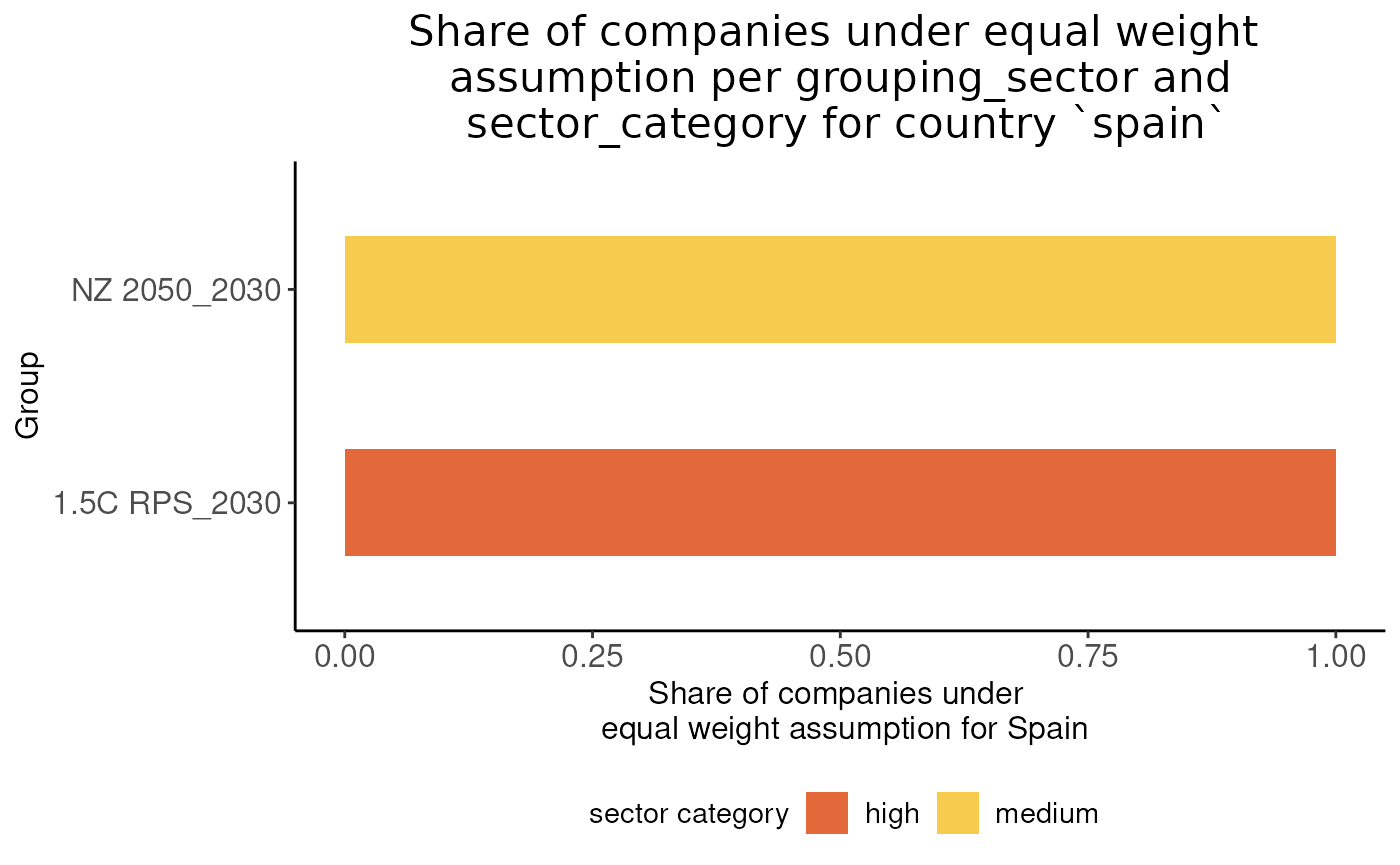 Share of companies under equal weight
assumption per grouping_sector and
sector_category for country `spain`
NZ 2050_2030
Group
1.5C RPS_2030
0.00 0.25 0.50 0.75 1.00
Share of companies under
equal weight assumption for Spain
sector category high medium